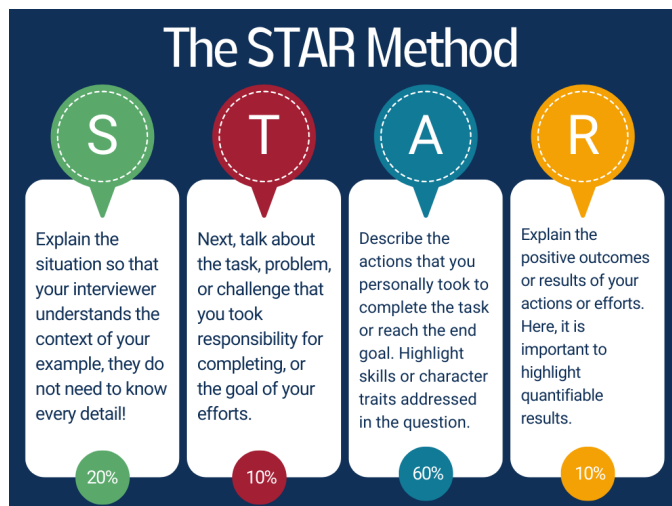 The STAR Method
S
Explain the
situation so that
your interviewer
understands the
context of your
example, they do
not need to know
every detail!
20%
T
Next, talk about
the task, problem,
or challenge that
you took
responsibility for
completing, or
the goal of your
efforts.
10%
A
Describe the
actions that you
personally took to
complete the task
or reach the end
goal. Highlight
skills or character
traits addressed
in the question.
60%
R
Explain the
positive outcomes
or results of your
actions or efforts.
Here, it is
important to
highlight
quantifiable
results.
10%